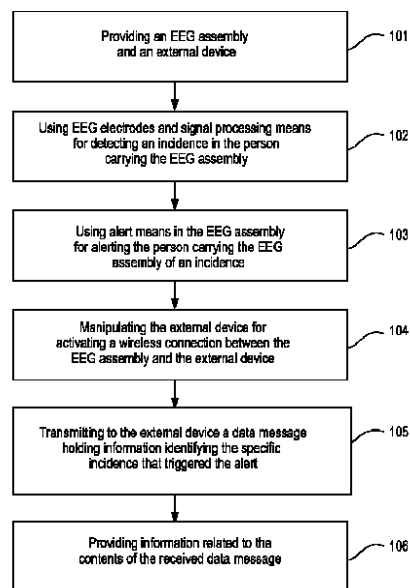 Providing an EEG assembly
and an external device
101
Using EEG electrodes and signal processing means
for detecting an incidence in the person
carrying the EEG assembly
102
Using alert means in the EEG assembly
for alerting the person carrying the EEG
assembly of an incidence
103
Manipulating the external device for
activating a wireless connection between the
EEG assembly and the external device
104
Transmitting to the external device a data message
holding information identifying the specific
incidence that triggered the alert
105
Providing information related to the
contents of the received data message
106